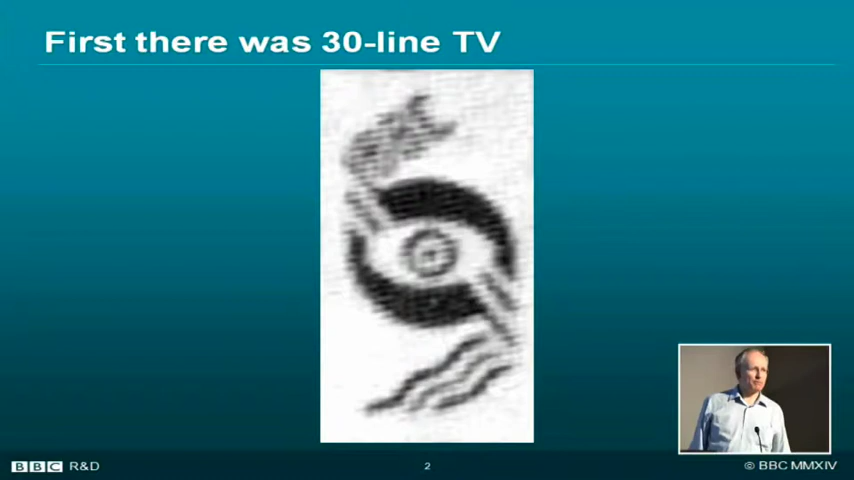 First there was 30-line TV
BBC R&D
2
© BBC MMXIV